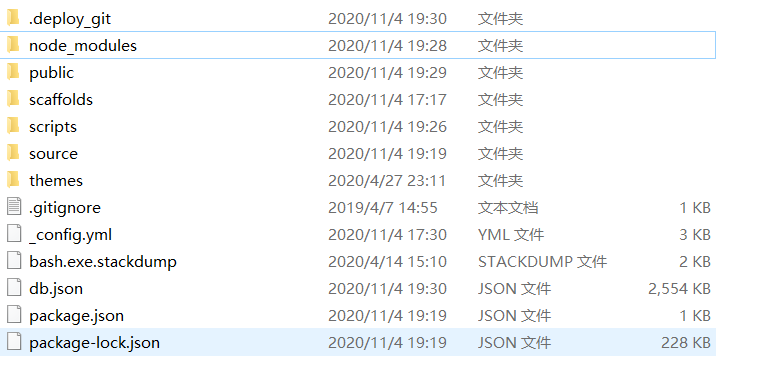 .deploy_git 2020/11/4 19:30 文件夹
node_modules 2020/11/4 19:28 文件夹
public 2020/11/4 19:29 文件夹
scaffolds 2020/11/4 17:17 文件夹
scripts 2020/11/4 19:26 文件夹
source 2020/11/4 19:19 文件夹
themes 2020/4/27 23:11 文件夹
.gitignore 2019/4/7 14:55 文本文档 1 KB
_config.yml 2020/11/4 17:30 YML 文件 3 KB
bash.exe.stackdump 2020/4/14 15:10 STACKDUMP 文件 2 KB
db.json 2020/11/4 19:30 JSON 文件 2,554 KB
package.json 2020/11/4 19:19 JSON 文件 1 KB
package-lock.json 2020/11/4 19:19 JSON 文件 228 KB